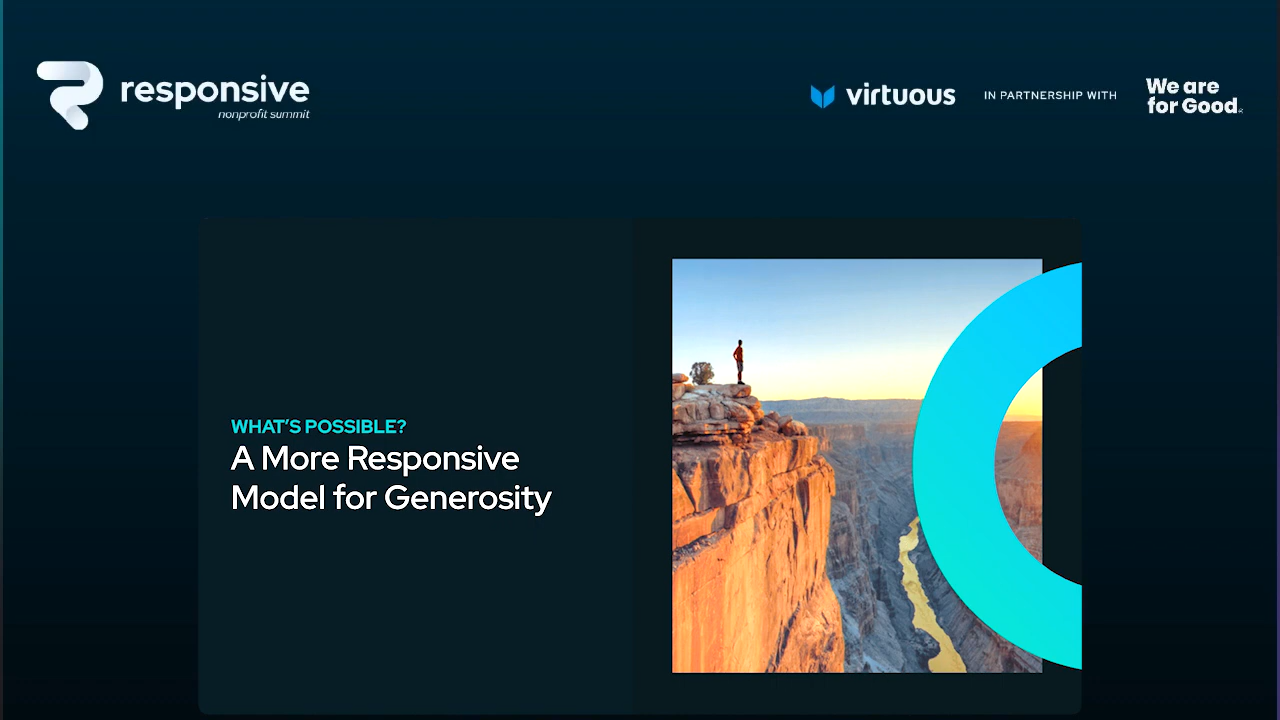 responsive
nonprofit summit
virtuous
IN PARTNERSHIP WITH
We are
for Good.
WHAT'S POSSIBLE?
A More Responsive
Model for Generosity